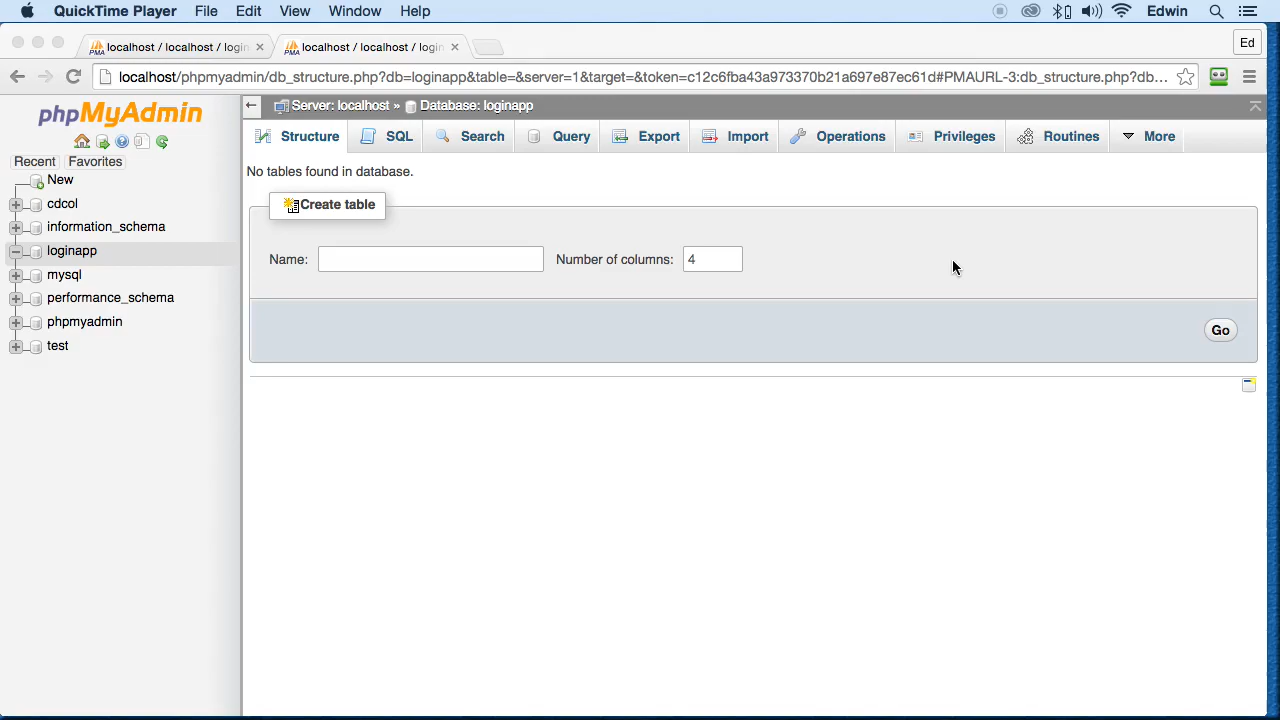 QuickTime Player File Edit View Window Help Edwin
localhost / localhost / login
localhost / localhost / login
Ed
localhost/phpmyadmin/db_structure.php?db=loginapp&table=&server=1&target=&token=c12c6fba43a973370b21a697e87ec61d#PMAURL-3:db_structure.php?db...
phpMyAdmin
Recent Favorites
New
cdcol
information_schema
loginapp
mysql
performance_schema
phpmyadmin
test
Server: localhost » Database: loginapp
Structure SQL Search Query Export Import Operations Privileges Routines More
No tables found in database.
Create table
Name: Number of columns: 4
Go